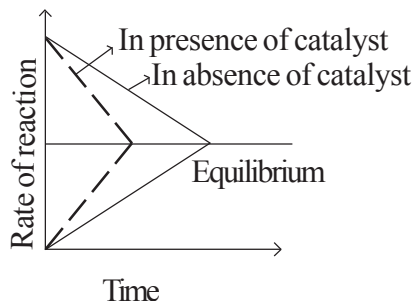 In presence of catalyst
In absence of catalyst
Rate of reaction
Equilibrium
Time